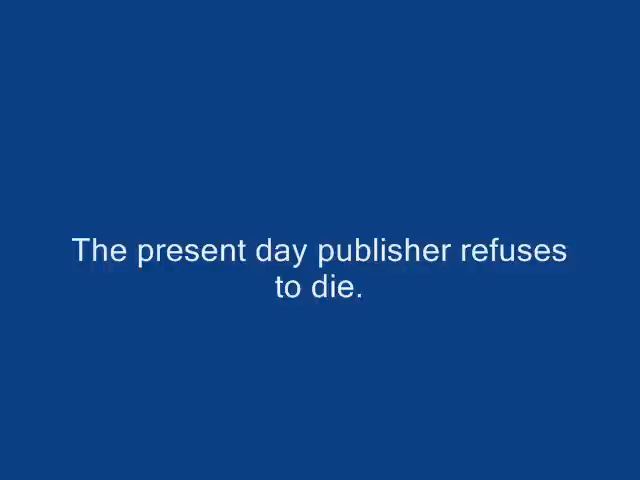 The present day publisher refuses
to die.